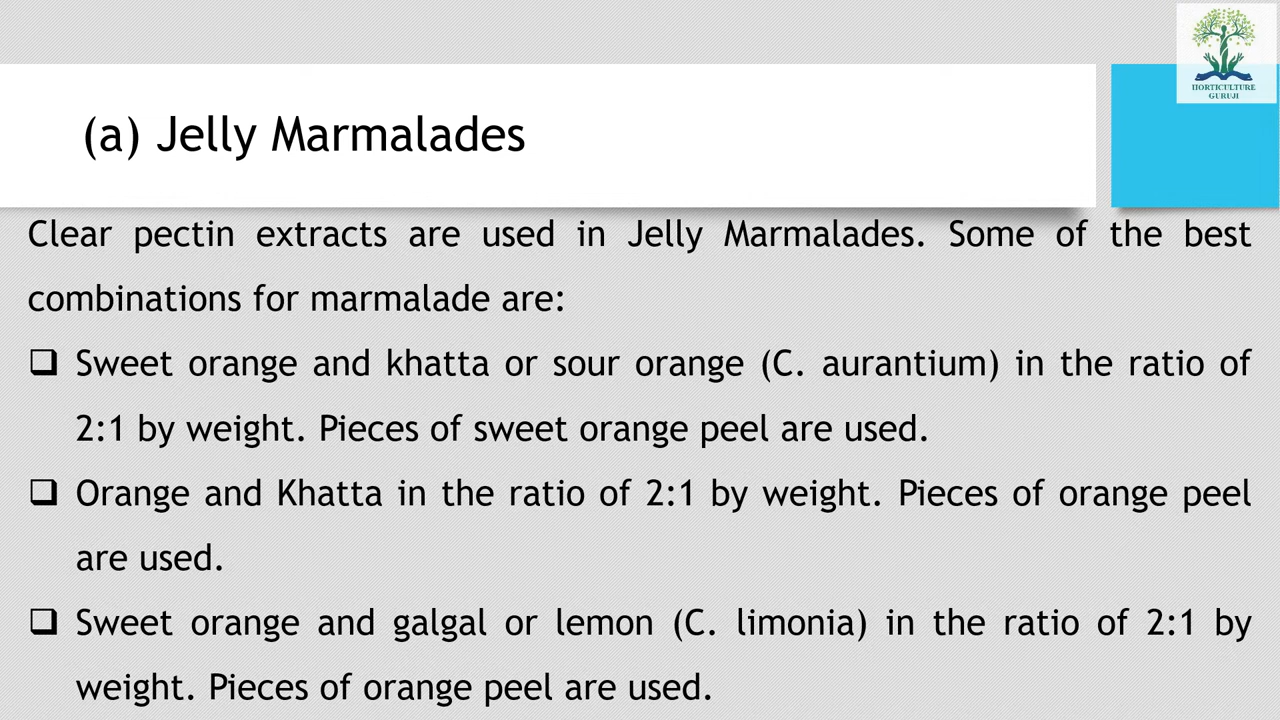 HORTICULTURE
GURUJI
(a) Jelly Marmalades
Clear pectin extracts are used in Jelly Marmalades. Some of the best
combinations for marmalade are:
❑ Sweet orange and khatta or sour orange (C. aurantium) in the ratio of
2:1 by weight. Pieces of sweet orange peel are used.
❑ Orange and Khatta in the ratio of 2:1 by weight. Pieces of orange peel
are used.
❑ Sweet orange and galgal or lemon (C. limonia) in the ratio of 2:1 by
weight. Pieces of orange peel are used.